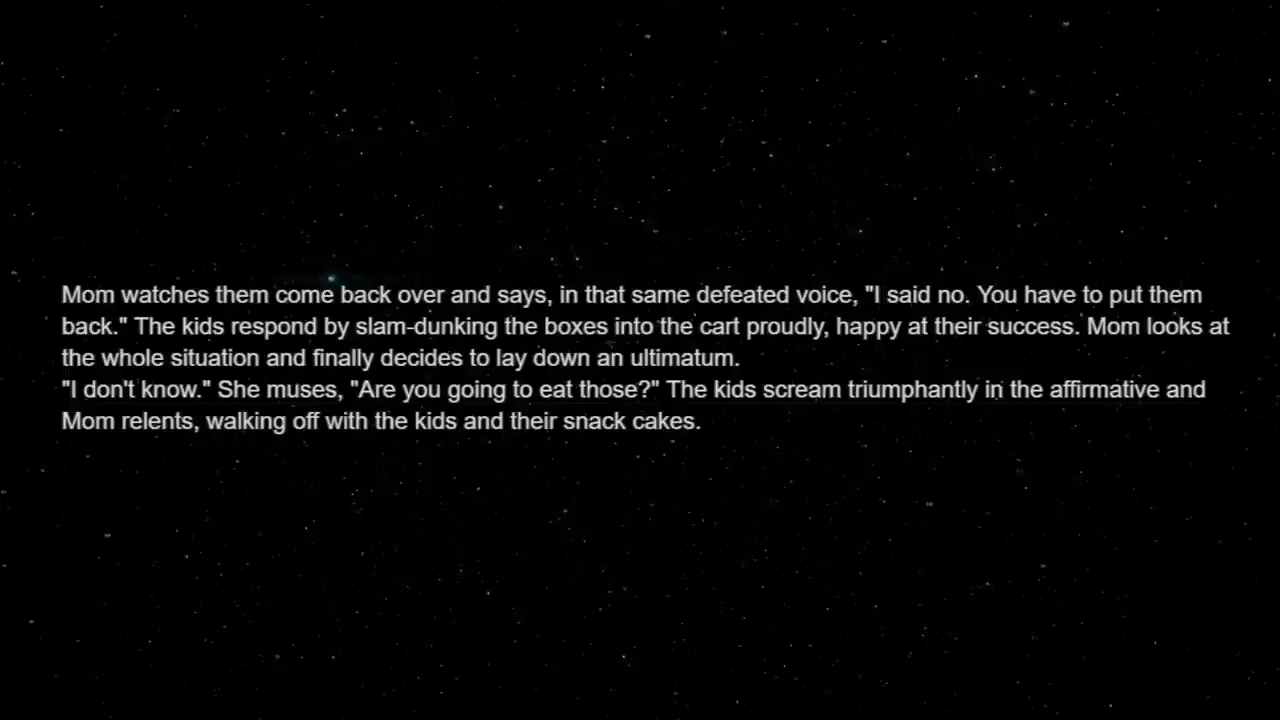 Mom watches them come back over and says, in that same defeated voice, "I said no. You have to put them
back." The kids respond by slam-dunking the boxes into the cart proudly, happy at their success. Mom looks at
the whole situation and finally decides to lay down an ultimatum.
"I don't know." She muses, "Are you going to eat those?" The kids scream triumphantly in the affirmative and
Mom relents, walking off with the kids and their snack cakes.